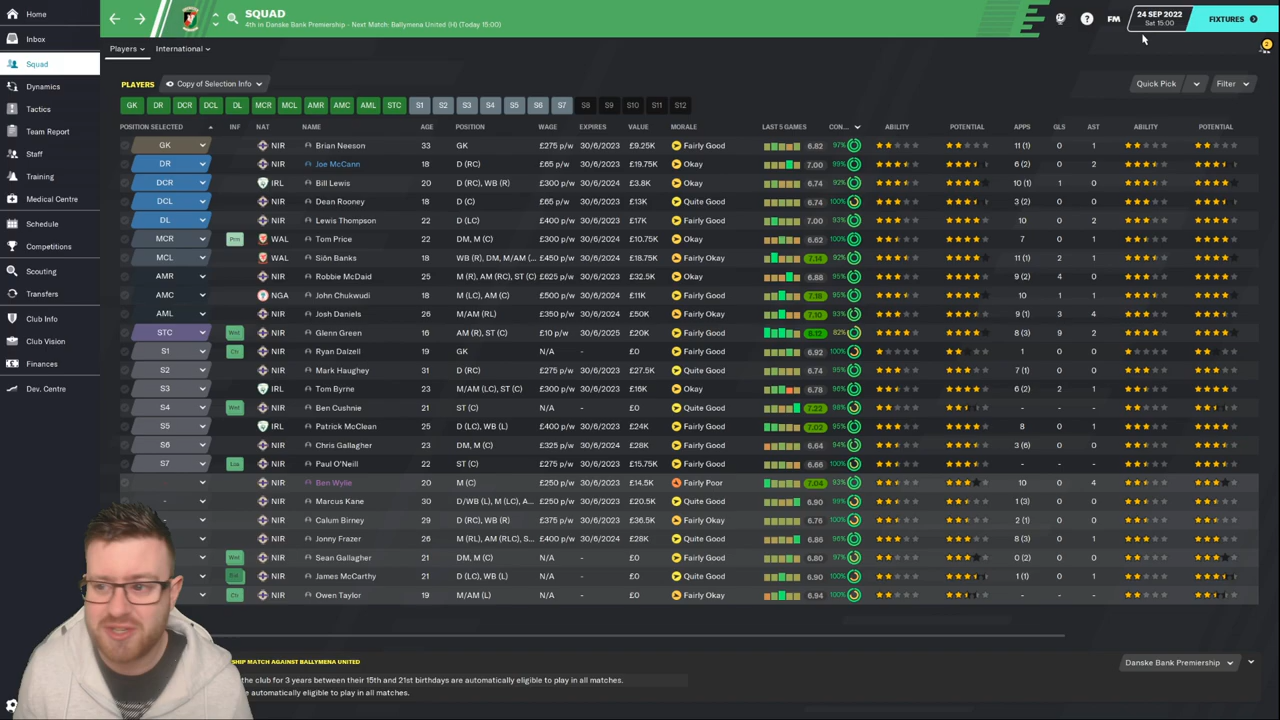 Home
SQUAD
4th in Danske Bank Premiership - Next Match: Ballymena United (H) (Today 15:00)
FM
24 SEP 2022
Sat 15:00
FIXTURES
Inbox
Squad
Dynamics
Tactics
Team Report
Staff
Training
Medical Centre
Schedule
Competitions
Scouting
Transfers
Club Info
Club Vision
Finances
Dev. Centre
Players
International
2
PLAYERS
Copy of Selection Info
Quick Pick
Filter
GK DR DCR DCL DL MCR MCL AMR AMC AML STC S1 S2 S3 S4 S5 S6 S7 S8 S9 S10 S11 S12
POSITION SELECTED INF NAT NAME AGE POSITION WAGE EXPIRES VALUE MORALE LAST 5 GAMES CON... ABILITY POTENTIAL APPS GLS AST ABILITY POTENTIAL
GK NIR Brian Neeson 33 GK £275 p/w 30/6/2023 £9.25K Fairly Good 6.82 97% 11 (1) 0 1
DR NIR Joe McCann 18 D (RC) £65 p/w 30/6/2024 £19.75K Okay 7.00 99% 6 (2) 0 2
DCR IRL Bill Lewis 20 D (RC), WB (R) £300 p/w 30/6/2024 £3.8K Okay 6.74 92% 10 (1) 1 0
DCL NIR Dean Rooney 18 D (C) £65 p/w 30/6/2024 £13K Quite Good 6.74 100% 3 (2) 0 0
DL NIR Lewis Thompson 22 D (LC) £400 p/w 30/6/2024 £17K Fairly Good 7.00 93% 10 0 2
MCR Prm WAL Tom Price 22 DM, M (C) £300 p/w 30/6/2024 £10.75K Okay 6.62 100% 7 0 1
MCL WAL Siôn Banks 18 WB (R), DM, M/AM (... £450 p/w 30/6/2024 £18.75K Fairly Okay 7.14 92% 11 (1) 2 1
AMR NIR Robbie McDaid 25 M (R), AM (RC), ST (C) £625 p/w 30/6/2024 £32.5K Okay 6.88 95% 9 (2) 4 0
AMC NGA John Chukwudi 18 M (LC), AM (C) £500 p/w 30/6/2024 £11K Fairly Good 7.18 95% 10 1 1
AML NIR Josh Daniels 26 M/AM (RL) £350 p/w 30/6/2024 £50K Fairly Okay 7.10 93% 9 (1) 3 4
STC Wnt NIR Glenn Green 16 AM (R), ST (C) £10 p/w 30/6/2025 £20K Fairly Good 8.12 82% 8 (3) 9 2
S1 NIR Ryan Dalzell 19 GK N/A - £0 Fairly Good 6.92 100% 1 0 0
S2 NIR Mark Haughey 31 D (RC) £275 p/w 30/6/2023 £27.5K Quite Good 6.74 95% 7 (1) 0 0
S3 IRL Tom Byrne 23 M/AM (LC), ST (C) £300 p/w 30/6/2024 £16K Okay 6.78 96% 6 (2) 2 1
S4 NIR Ben Cushnie 21 ST (C) N/A - £0 Quite Good 7.22 98% - - -
S5 IRL Patrick McClean 25 D (LC), WB (L) £400 p/w 30/6/2023 £24K Fairly Good 7.02 95% 8 0 1
S6 NIR Chris Gallagher 23 DM, M (C) £325 p/w 30/6/2024 £28K Fairly Good 6.64 94% 3 (6) 0 0
S7 NIR Paul O'Neill 22 ST (C) £275 p/w 30/6/2023 £15.75K Fairly Good 6.66 100% - - -
NIR Ben Wylie 20 M (C) £250 p/w 30/6/2023 £14.5K Fairly Poor 7.04 93% 10 0 4
- NIR Marcus Kane 30 D/WB (L), M (LC), A... £250 p/w 30/6/2023 £20.5K Quite Good 6.90 99% 1 (3) 0 0
- NIR Calum Birney 29 D (RC), WB (R) £375 p/w 30/6/2023 £36.5K Fairly Okay 6.76 100% 2 (1) 0 0
NIR Jonny Frazer 26 M (RL), AM (RLC), S... £400 p/w 30/6/2023 £28K Quite Good 6.86 96% 8 (3) 0 1
NIR Sean Gallagher 21 DM, M (C) N/A - £0 Fairly Good 6.80 97% 0 (2) 0 0
NIR James McCarthy 21 D (LC), WB (L) N/A - £0 Quite Good 6.90 100% 1 (1) 0 1
NIR Owen Taylor 19 M/AM (L) N/A - £0 Fairly Okay 6.94 100% - - -
SHIP MATCH AGAINST BALLYMENA UNITED
Danske Bank Premiership
the club for 3 years between their 15th and 21st birthdays are automatically eligible to play in all matches.
e automatically eligible to play in all matches.